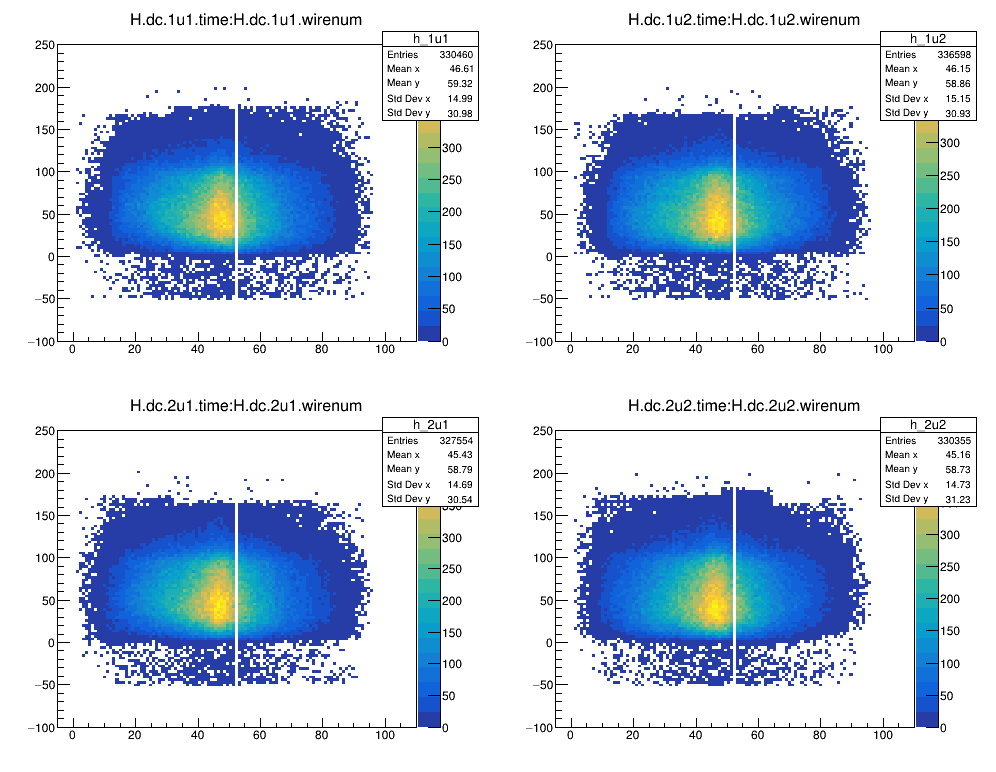 H.dc.1u1.time:H.dc.1u1.wirenum
h_1u1
Entries 330460
Mean x 46.61
Mean y 59.32
Std Dev x 14.99
Std Dev y 30.98
250
200
150
100
50
0
−50
−100
0 20 40 60 80 100
300
250
200
150
100
50
0
H.dc.1u2.time:H.dc.1u2.wirenum
h_1u2
Entries 336598
Mean x 46.15
Mean y 58.86
Std Dev x 15.15
Std Dev y 30.93
250
200
150
100
50
0
−50
−100
0 20 40 60 80 100
300
250
200
150
100
50
0
H.dc.2u1.time:H.dc.2u1.wirenum
h_2u1
Entries 327554
Mean x 45.43
Mean y 58.79
Std Dev x 14.69
Std Dev y 30.54
250
200
150
100
50
0
−50
−100
0 20 40 60 80 100
350
300
250
200
150
100
50
0
H.dc.2u2.time:H.dc.2u2.wirenum
h_2u2
Entries 330355
Mean x 45.16
Mean y 58.73
Std Dev x 14.73
Std Dev y 31.23
250
200
150
100
50
0
−50
−100
0 20 40 60 80 100
300
250
200
150
100
50
0